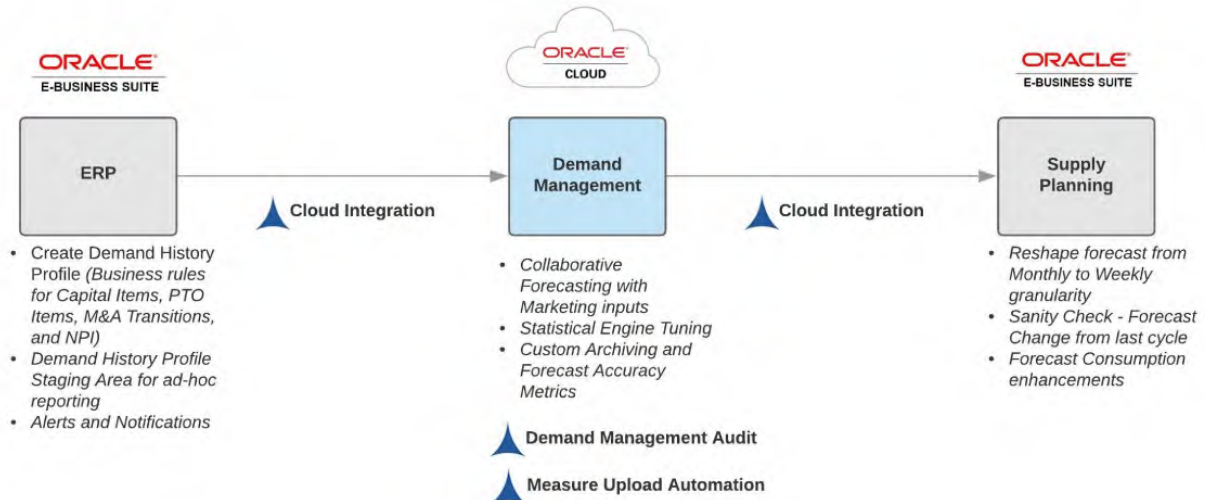 ORACLE
E-BUSINESS SUITE
ORACLE
CLOUD
ORACLE
E-BUSINESS SUITE
ERP
Demand
Management
Supply
Planning
Cloud Integration
Cloud Integration
• Create Demand History
Profile (Business rules
for Capital Items, PTO
Items, M&A Transitions,
and NPI)
• Demand History Profile
Staging Area for ad-hoc
reporting
• Alerts and Notifications
• Collaborative
Forecasting with
Marketing inputs
• Statistical Engine Tuning
• Custom Archiving and
Forecast Accuracy
Metrics
• Reshape forecast from
Monthly to Weekly
granularity
• Sanity Check - Forecast
Change from last cycle
• Forecast Consumption
enhancements
Demand Management Audit
Measure Upload Automation